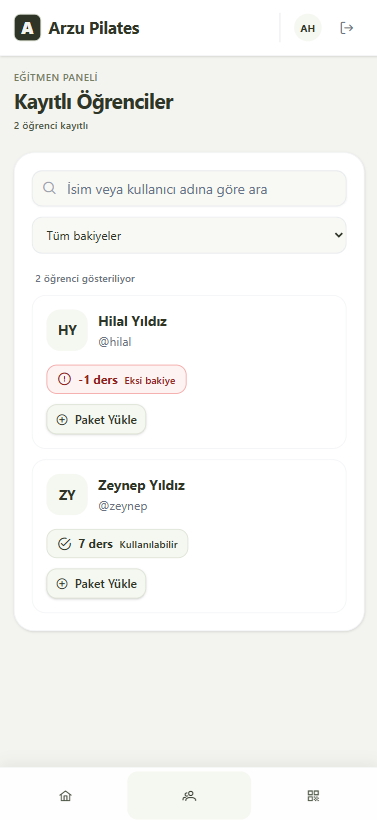 A Arzu Pilates AH
EĞİTMEN PANELİ
Kayıtlı Öğrenciler
2 öğrenci kayıtlı
İsim veya kullanıcı adına göre ara
Tüm bakiyeler
2 öğrenci gösteriliyor
HY Hilal Yıldız
@hilal
-1 ders Eksi bakiye
Paket Yükle
ZY Zeynep Yıldız
@zeynep
7 ders Kullanılabilir
Paket Yükle